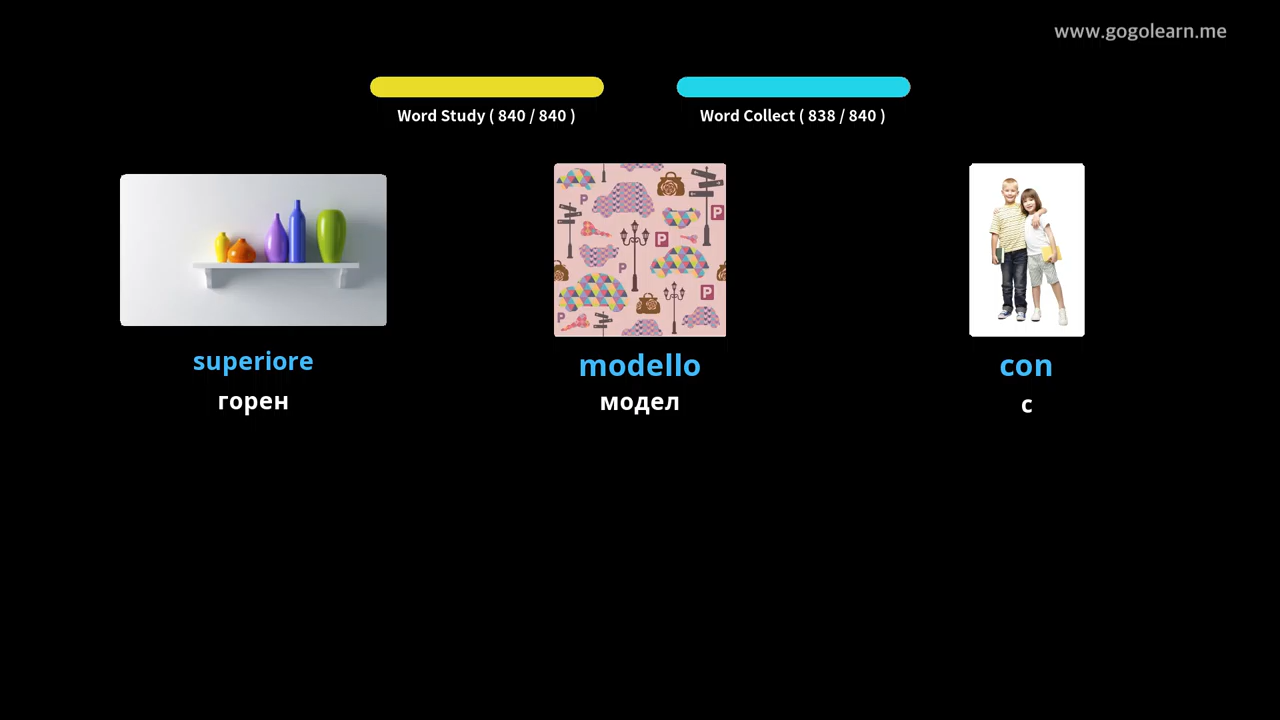 www.gogolearn.me
Word Study ( 840 / 840 )
Word Collect ( 838 / 840 )
P
P
P
P
P
P
superiore
modello
con
горен
модел
с